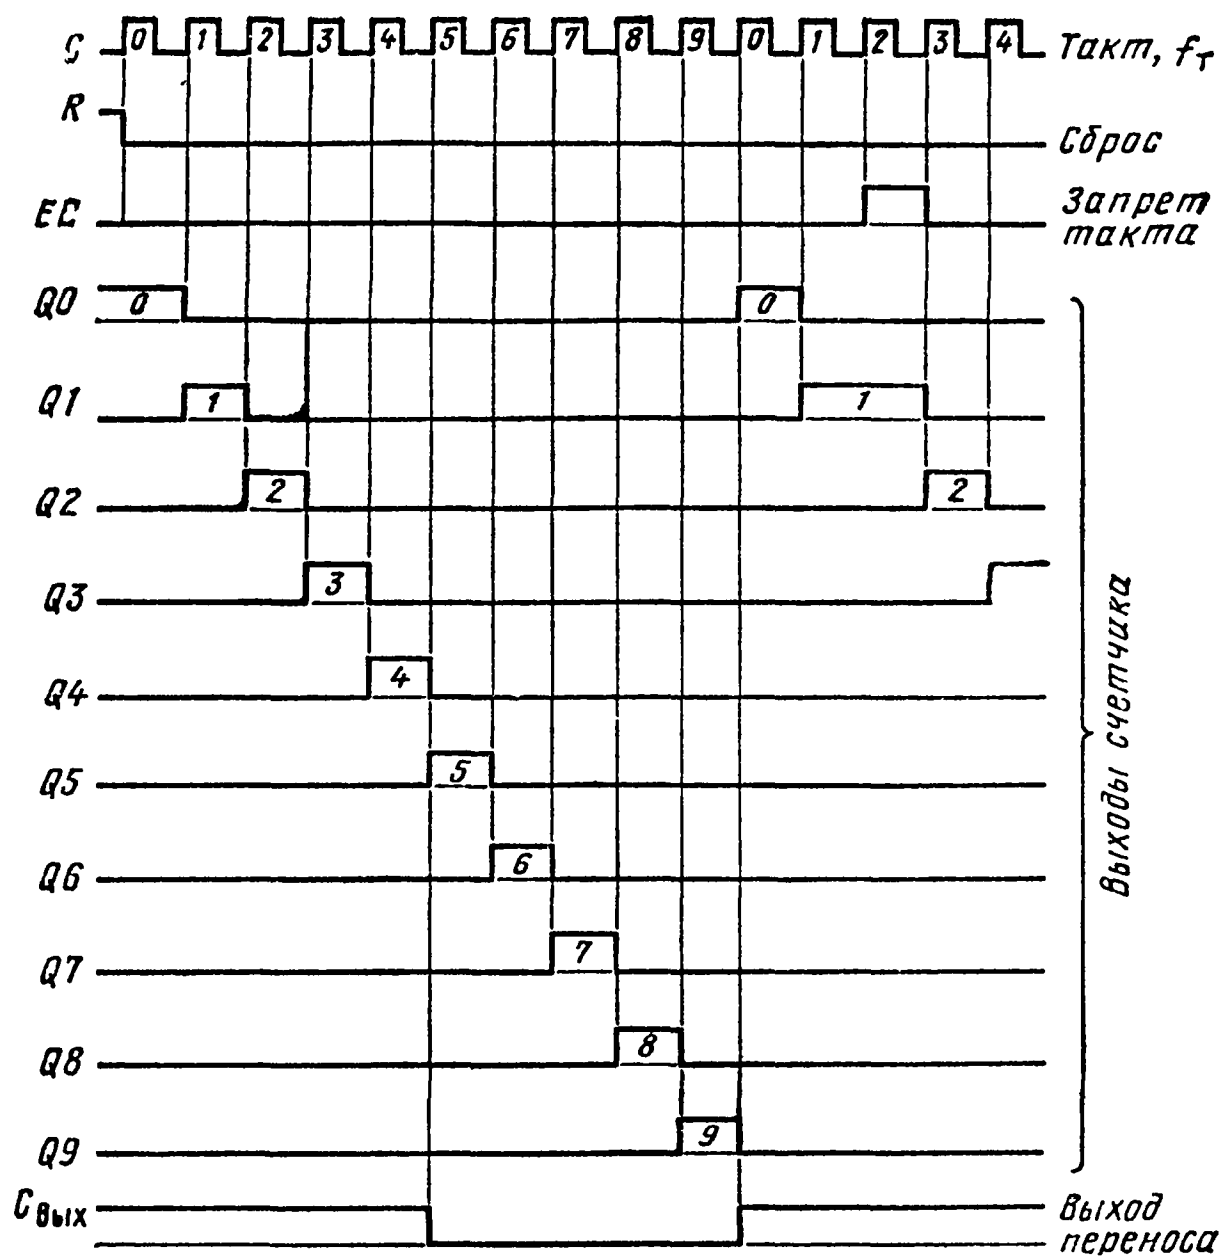 C 0 1 2 3 4 5 6 7 8 9 0 1 2 3 4 Такт, fт
R Сброс
EC Запрет
такта
Q0 0 0
Q1 1 1
Q2 2 2
Q3 3
Q4 4
Q5 5
Q6 6
Q7 7
Q8 8
Q9 9
Выходы счетчика
Cвых Выход
переноса